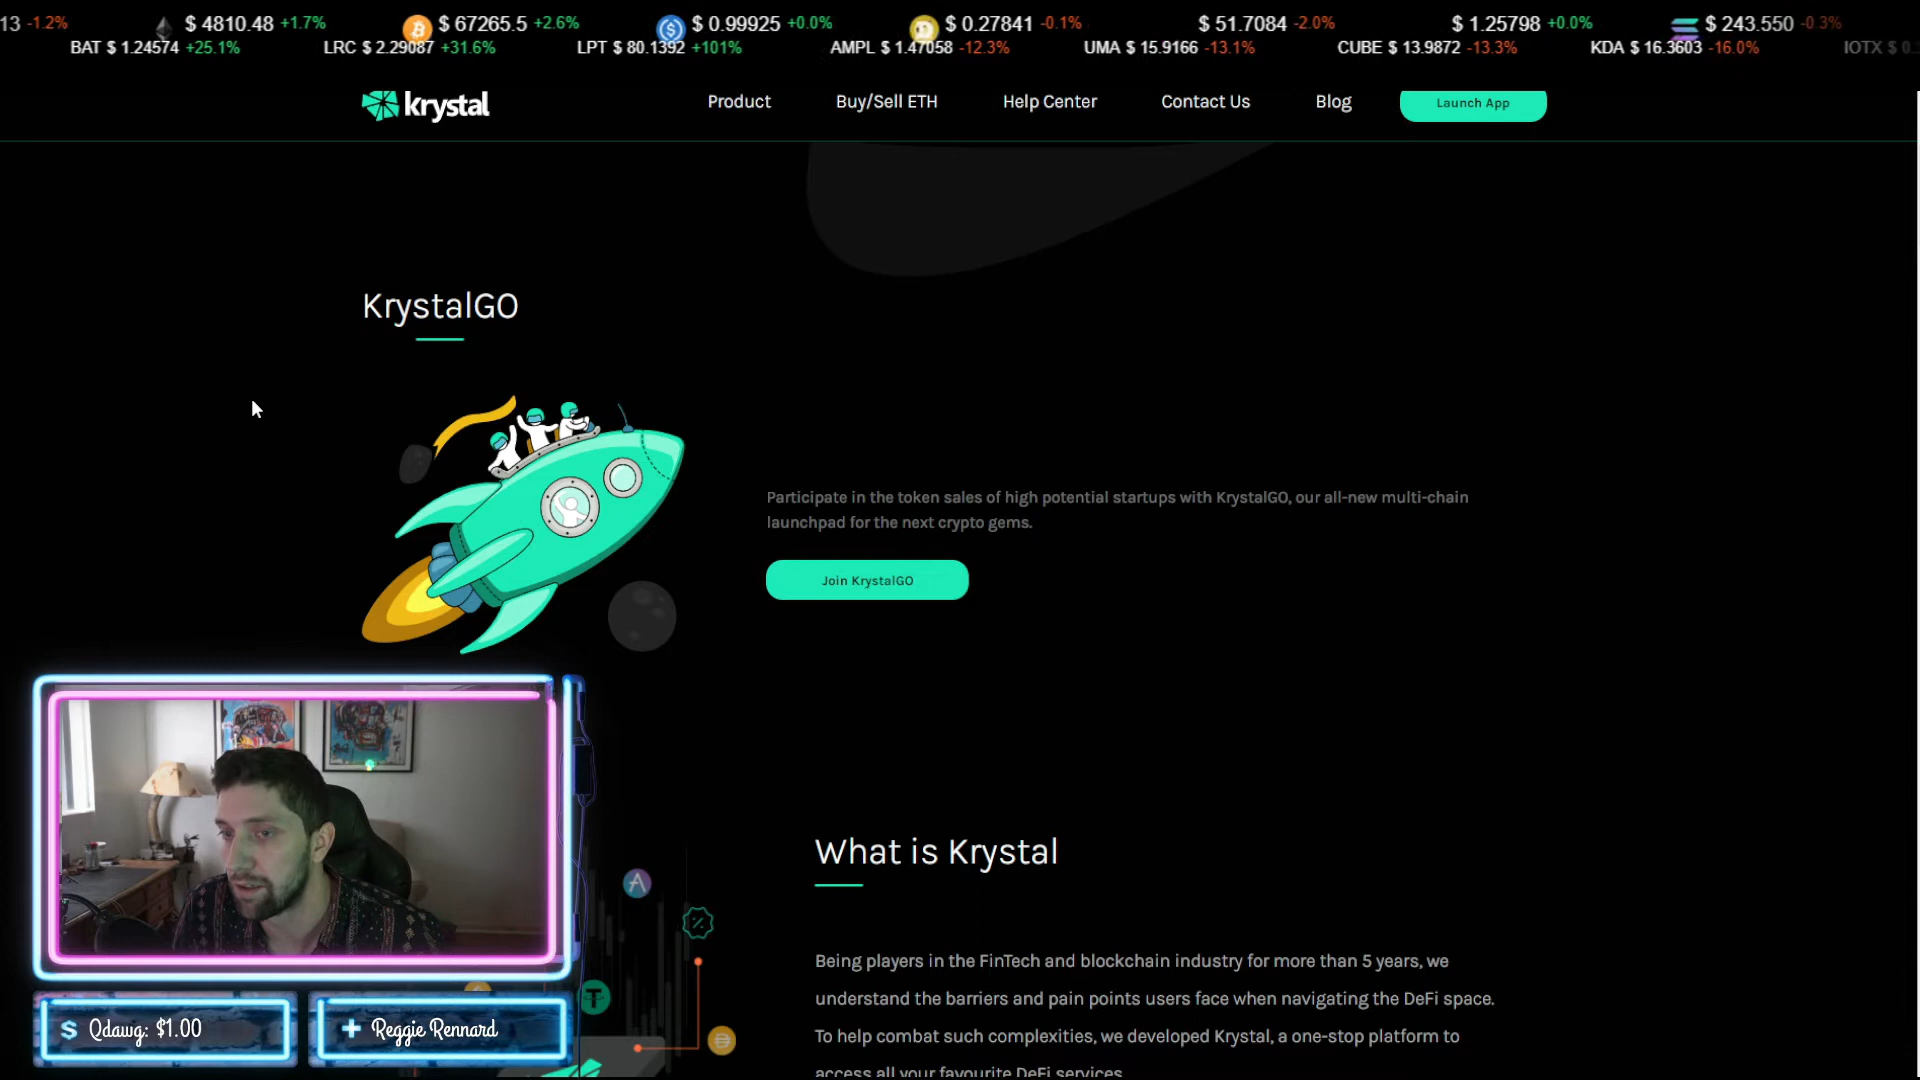 13 -1.2% $ 4810.48 +1.7% $ 67265.5 +2.6% $ 0.99925 +0.0% $ 0.27841 -0.1% $ 51.7084 -2.0% $ 1.25798 +0.0% $ 243.550 -0.3%
BAT $ 1.24574 +25.1% LRC $ 2.29087 +31.6% LPT $ 80.1392 +101% AMPL $ 1.47058 -12.3% UMA $ 15.9166 -13.1% CUBE $ 13.9872 -13.3% KDA $ 16.3603 -16.0% IOTX $ 0.
krystal Product Buy/Sell ETH Help Center Contact Us Blog Launch App
KrystalGO
Participate in the token sales of high potential startups with KrystalGO, our all-new multi-chain
launchpad for the next crypto gems.
Join KrystalGO
What is Krystal
Being players in the FinTech and blockchain industry for more than 5 years, we
understand the barriers and pain points users face when navigating the DeFi space.
To help combat such complexities, we developed Krystal, a one-stop platform to
access all your favourite DeFi services.
$ Qdawg: $1.00
+ Reggie Rennard